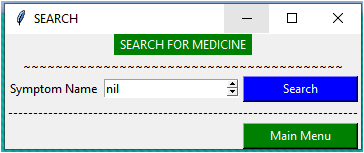 SEARCH
SEARCH FOR MEDICINE
~~~~~~~~~~~~~~~~~~~~~~~~~~~~~~~~~~~~~~~~
Symptom Name nil Search
------------------------------------------------------------------------
Main Menu